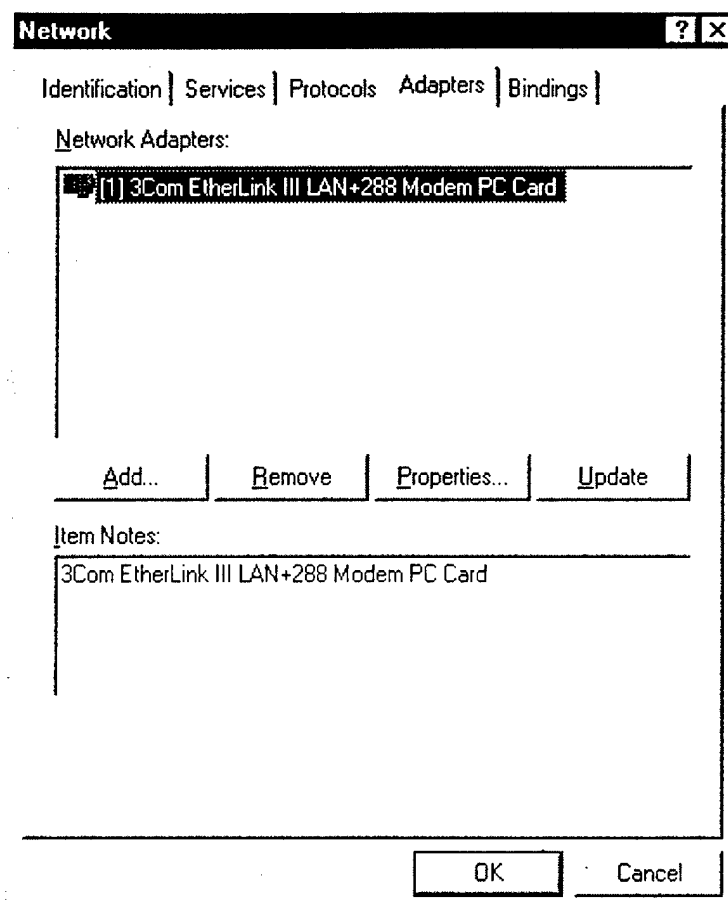 Network ? X
Identification Services Protocols Adapters Bindings
Network Adapters:
[1] 3Com EtherLink III LAN+288 Modem PC Card
Add... Remove Properties... Update
Item Notes:
3Com EtherLink III LAN+288 Modem PC Card
OK Cancel